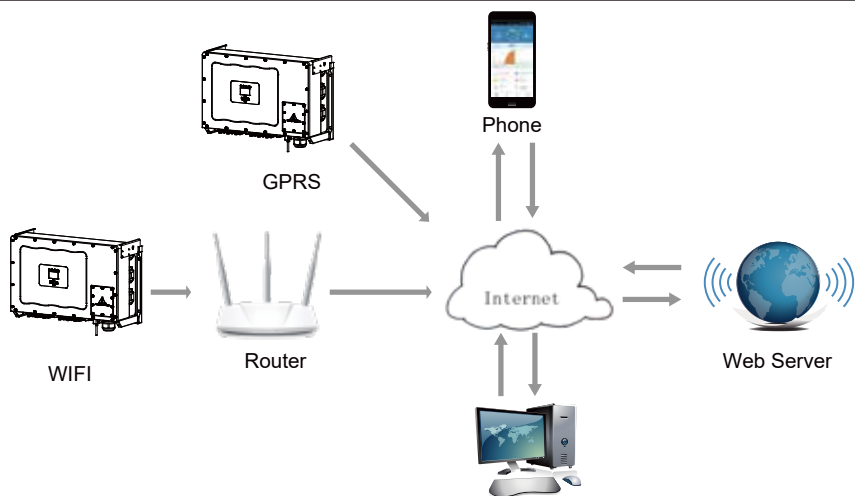 Phone
GPRS
Internet
WIFI
Router
Web Server